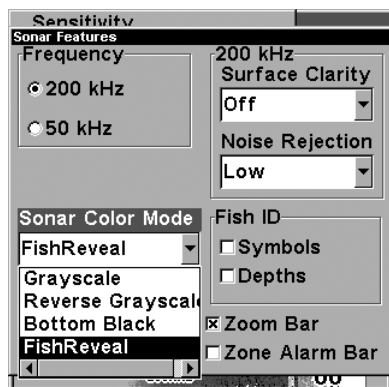 Sensitivity
Sonar Features
Frequency
200 kHz
50 kHz
200 kHz
Surface Clarity
Off
Noise Rejection
Low
Sonar Color Mode
FishReveal
Grayscale
Reverse Grayscale
Bottom Black
FishReveal
Fish ID
Symbols
Depths
Zoom Bar
Zone Alarm Bar